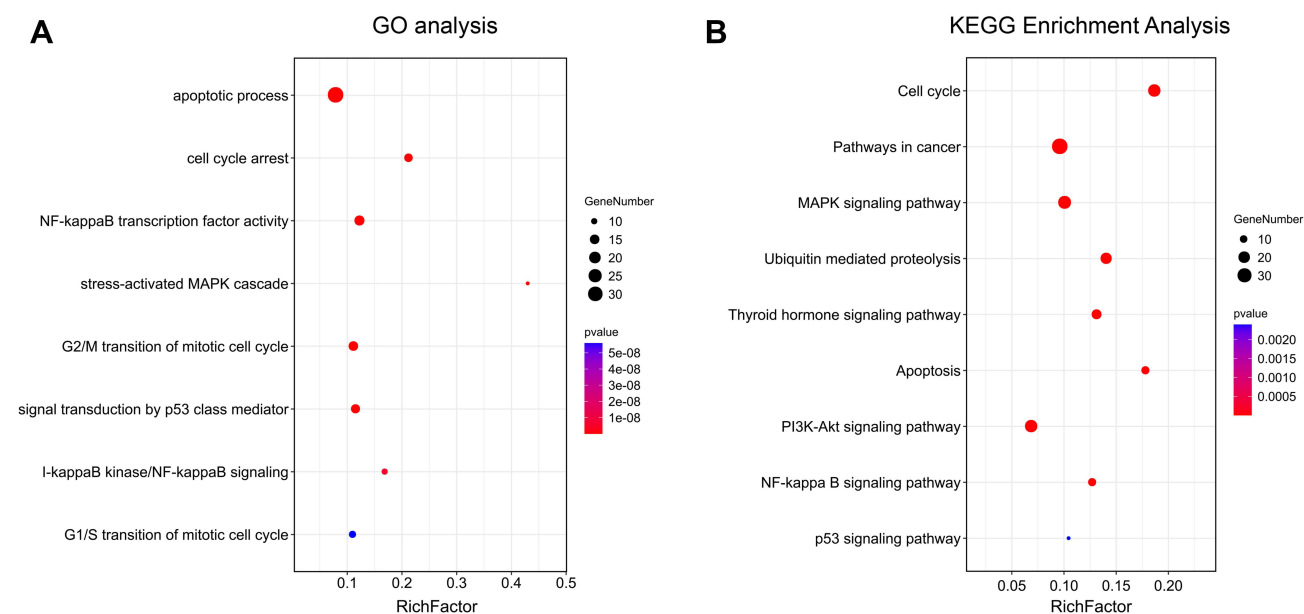 A
GO analysis
apoptotic process
cell cycle arrest
NF-kappaB transcription factor activity
stress-activated MAPK cascade
G2/M transition of mitotic cell cycle
signal transduction by p53 class mediator
I-kappaB kinase/NF-kappaB signaling
G1/S transition of mitotic cell cycle
0.1 0.2 0.3 0.4 0.5
RichFactor
GeneNumber
10
15
20
25
30
pvalue
5e-08
4e-08
3e-08
2e-08
1e-08
B
KEGG Enrichment Analysis
Cell cycle
Pathways in cancer
MAPK signaling pathway
Ubiquitin mediated proteolysis
Thyroid hormone signaling pathway
Apoptosis
PI3K-Akt signaling pathway
NF-kappa B signaling pathway
p53 signaling pathway
0.05 0.10 0.15 0.20
RichFactor
GeneNumber
10
20
30
pvalue
0.0020
0.0015
0.0010
0.0005